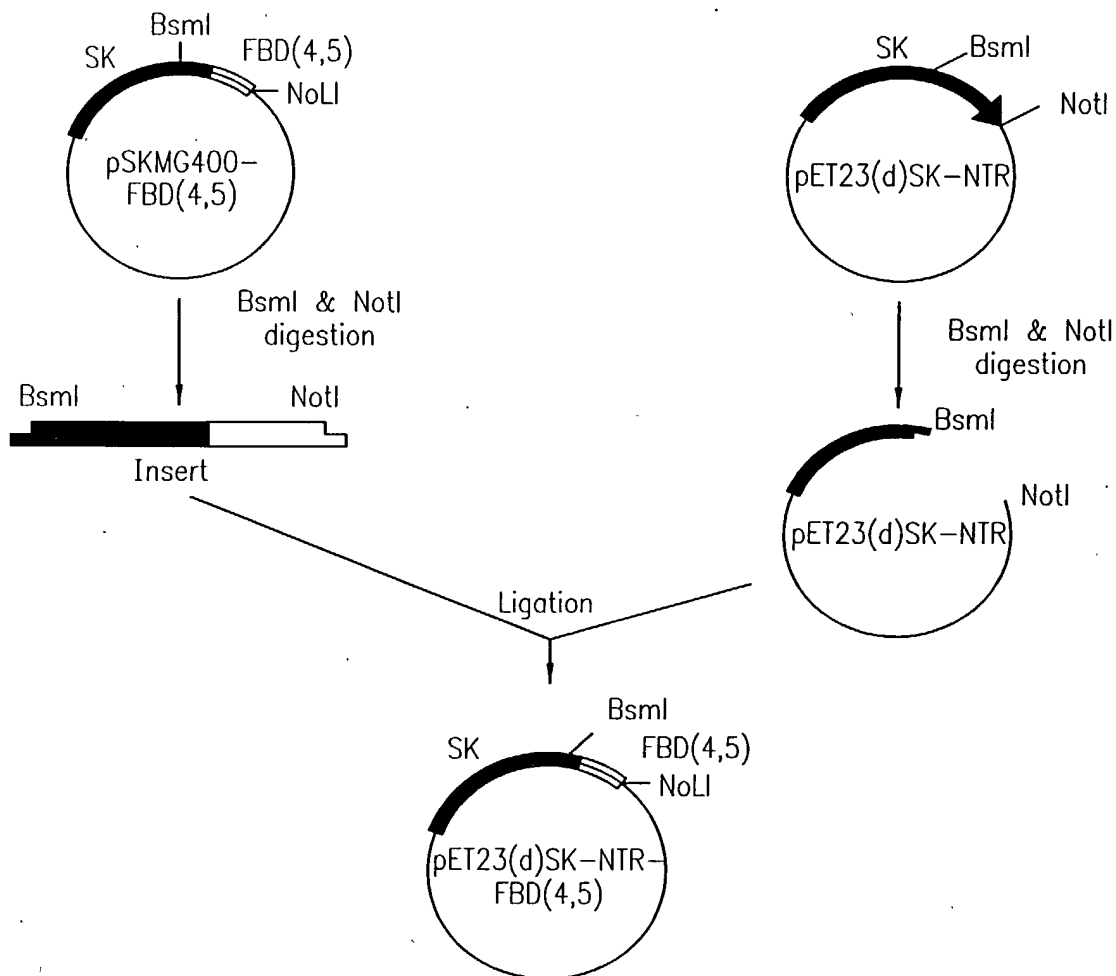 BsmI
SK
FBD(4,5)
NoLI
pSKMG400-
FBD(4,5)
SK
BsmI
NotI
pET23(d)SK-NTR
BsmI & NotI
digestion
BsmI & NotI
digestion
BsmI
NotI
Insert
BsmI
NotI
pET23(d)SK-NTR
Ligation
BsmI
SK
FBD(4,5)
NoLI
pET23(d)SK-NTR-
FBD(4,5)